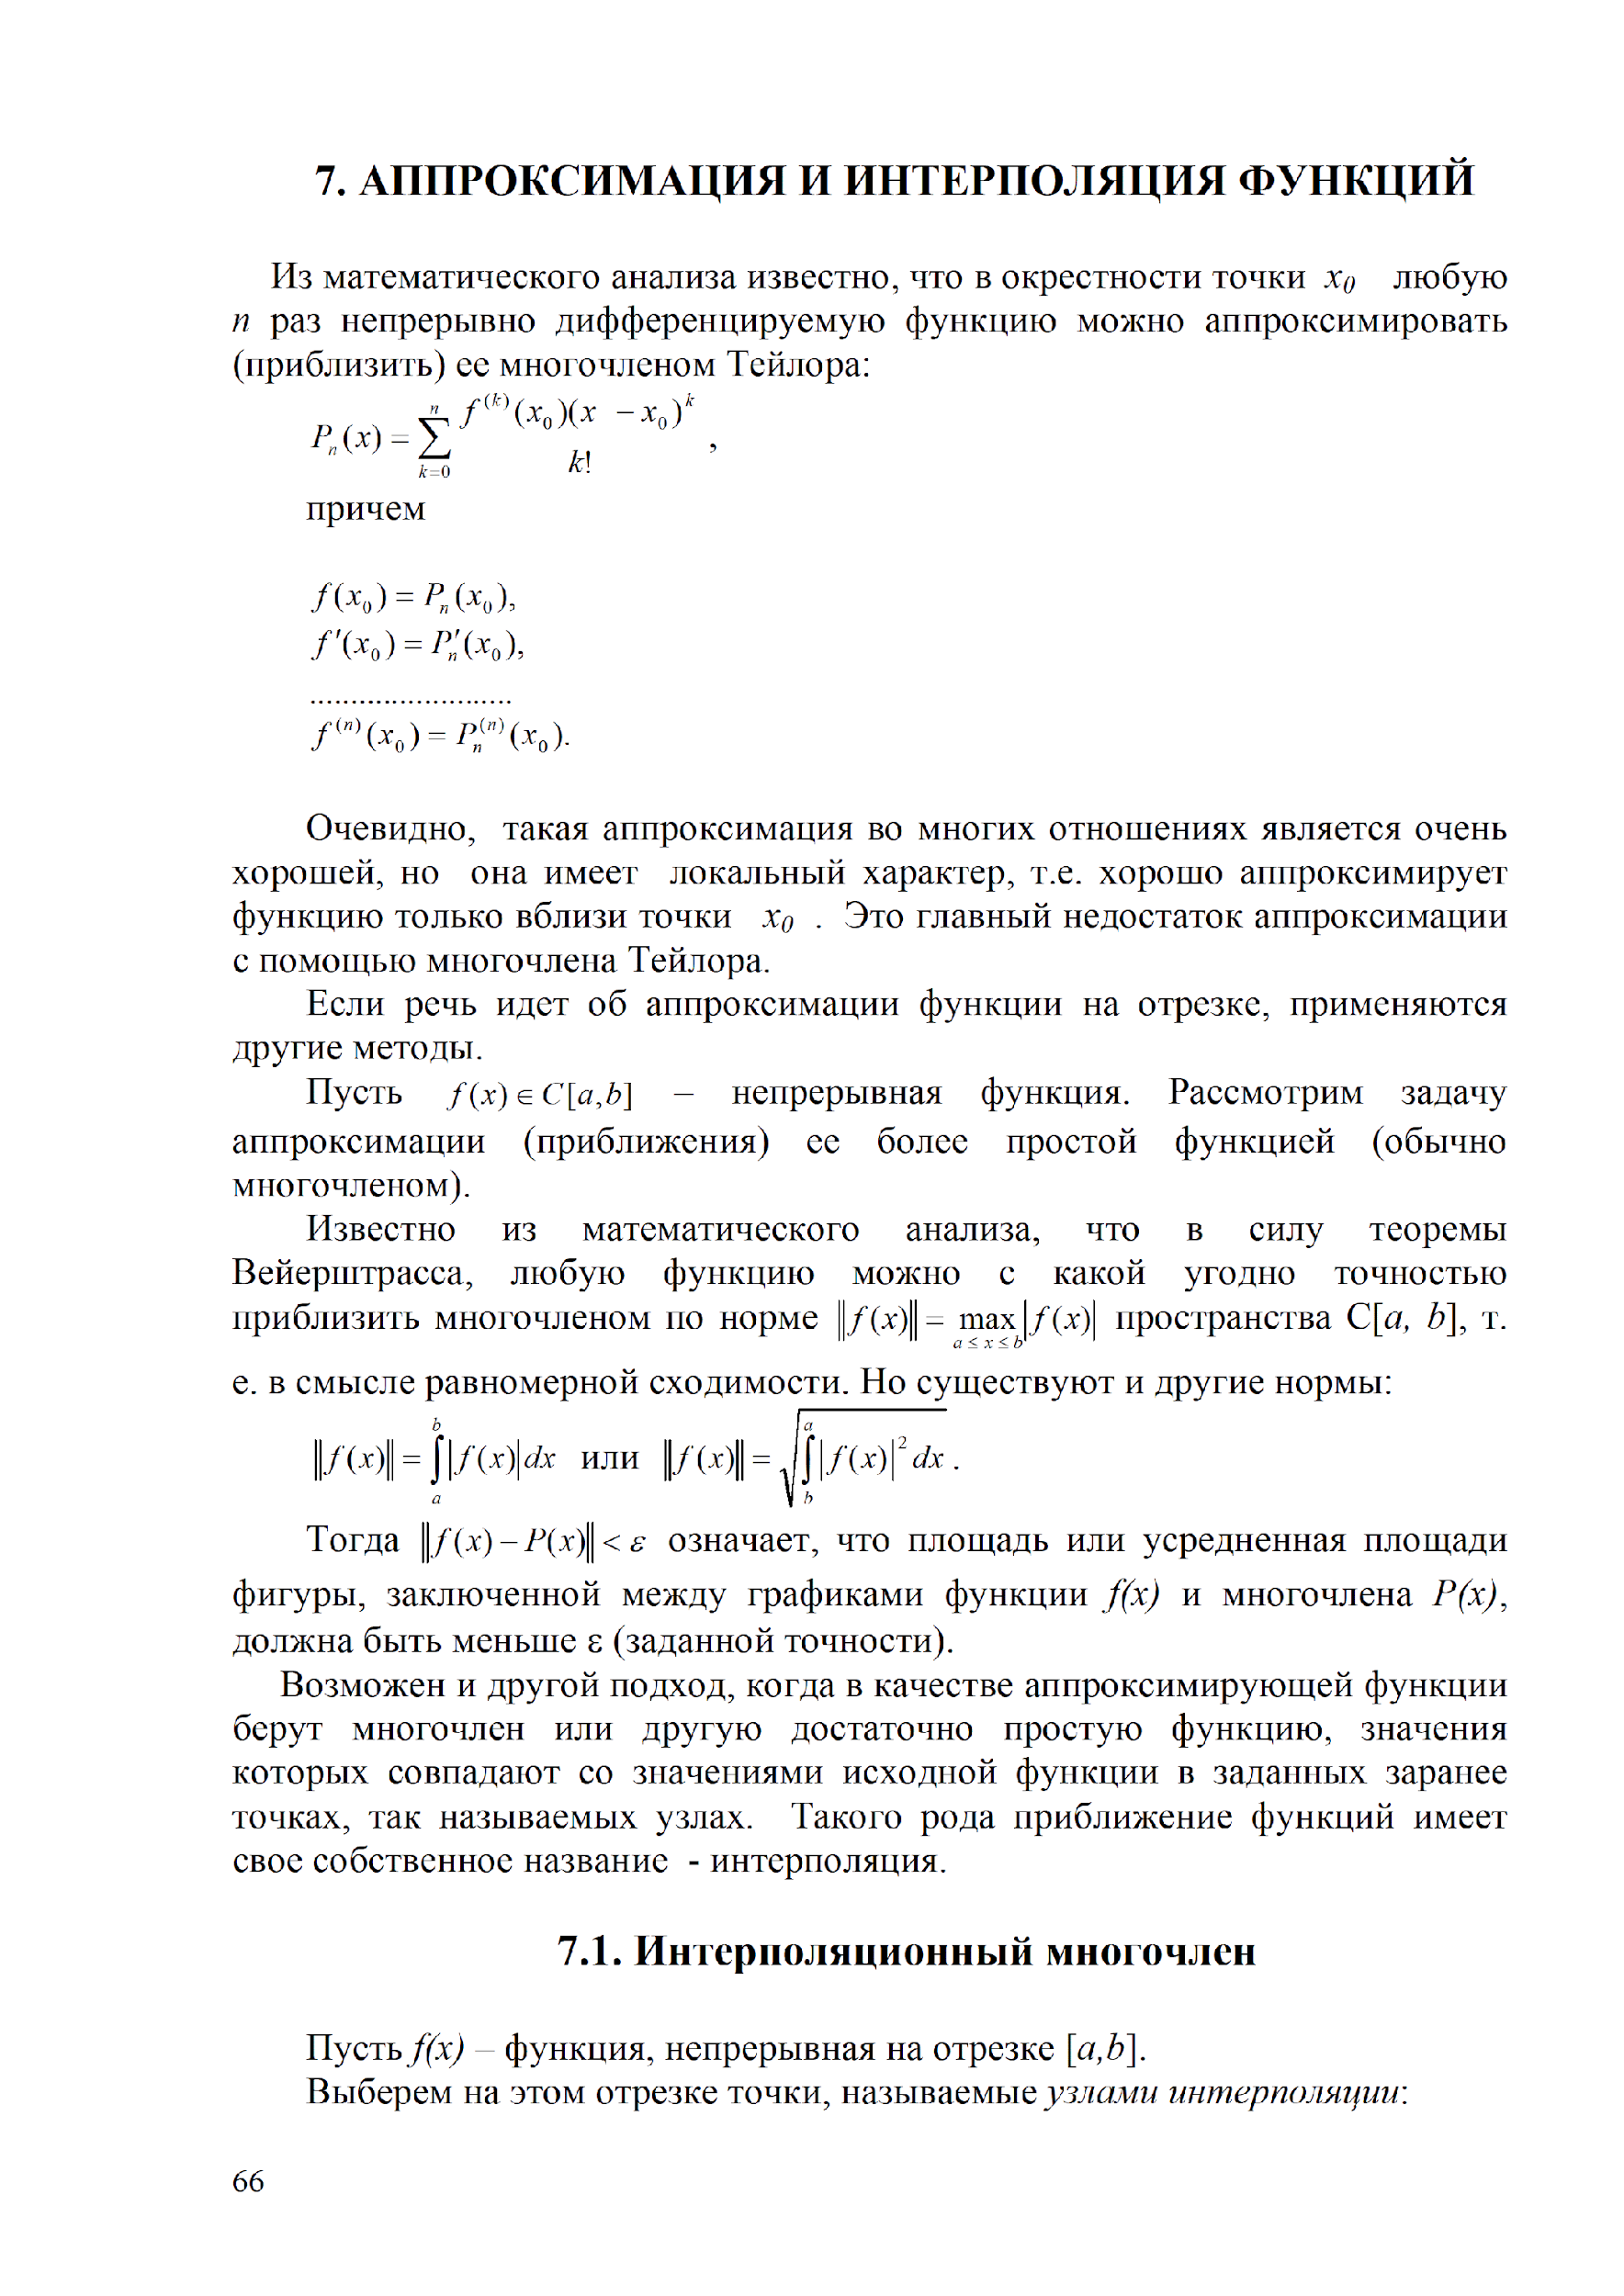 7. АППРОКСИМАЦИЯ И ИНТЕРПОЛЯЦИЯ ФУНКЦИЙ
Из математического анализа известно, что в окрестности точки x₀ любую
n раз непрерывно дифференцируемую функцию можно аппроксимировать
(приблизить) ее многочленом Тейлора:
Pₙ(x) = ∑ₖ₌₀ⁿ f⁽ᵏ⁾(x₀)(x − x₀)ᵏ / k! ,
причем
f(x₀) = Pₙ(x₀),
f′(x₀) = Pₙ′(x₀),
.........................
f⁽ⁿ⁾(x₀) = Pₙ⁽ⁿ⁾(x₀).
Очевидно, такая аппроксимация во многих отношениях является очень
хорошей, но она имеет локальный характер, т.е. хорошо аппроксимирует
функцию только вблизи точки x₀ . Это главный недостаток аппроксимации
с помощью многочлена Тейлора.
Если речь идет об аппроксимации функции на отрезке, применяются
другие методы.
Пусть f(x) ∈ C[a,b] – непрерывная функция. Рассмотрим задачу
аппроксимации (приближения) ее более простой функцией (обычно
многочленом).
Известно из математического анализа, что в силу теоремы
Вейерштрасса, любую функцию можно с какой угодно точностью
приблизить многочленом по норме ‖f(x)‖ = max |f(x)| пространства C[a, b], т.
a ≤ x ≤ b
е. в смысле равномерной сходимости. Но существуют и другие нормы:
‖f(x)‖ = ∫ₐᵇ |f(x)|dx или ‖f(x)‖ = √(∫_b^a |f(x)|² dx) .
Тогда ‖f(x) − P(x)‖ < ε означает, что площадь или усредненная площади
фигуры, заключенной между графиками функции f(x) и многочлена P(x),
должна быть меньше ε (заданной точности).
Возможен и другой подход, когда в качестве аппроксимирующей функции
берут многочлен или другую достаточно простую функцию, значения
которых совпадают со значениями исходной функции в заданных заранее
точках, так называемых узлах. Такого рода приближение функций имеет
свое собственное название - интерполяция.
7.1. Интерполяционный многочлен
Пусть f(x) – функция, непрерывная на отрезке [a,b].
Выберем на этом отрезке точки, называемые узлами интерполяции:
66